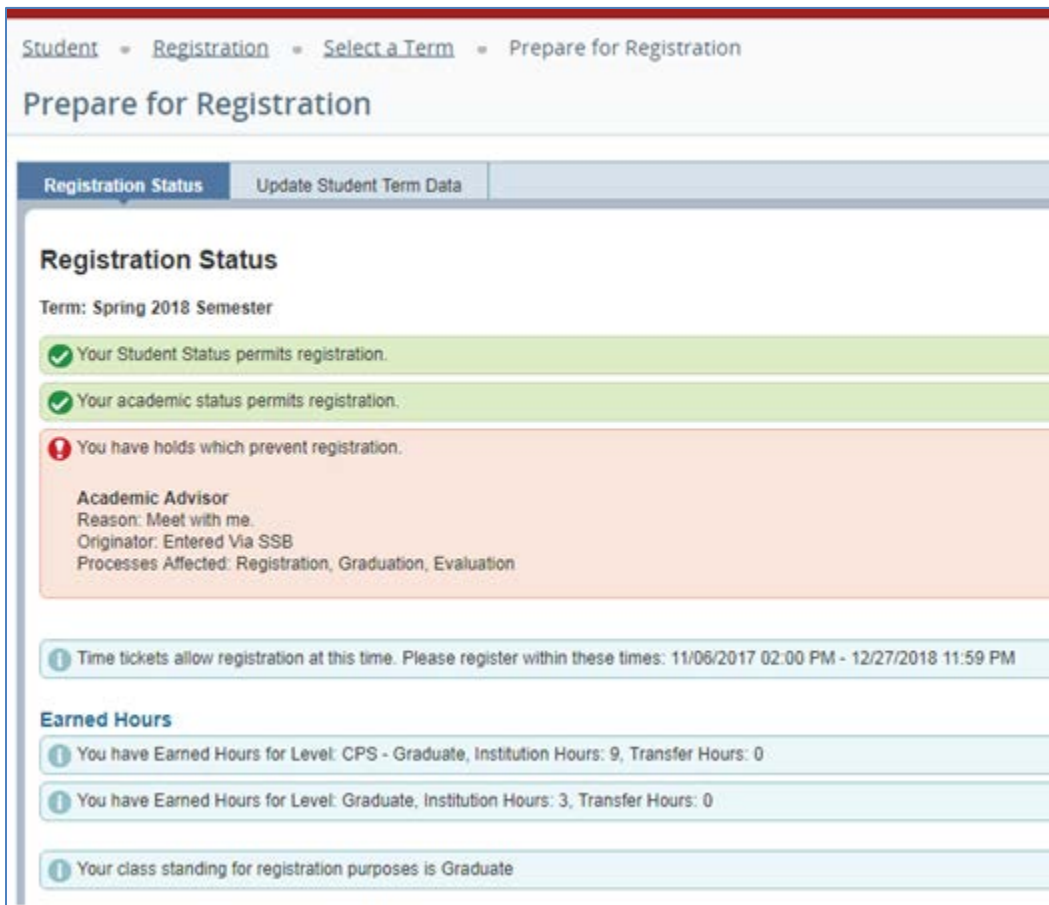 Student Registration Select a Term Prepare for Registration
Prepare for Registration
Registration Status Update Student Term Data
Registration Status
Term: Spring 2018 Semester
Your Student Status permits registration.
Your academic status permits registration.
You have holds which prevent registration.
Academic Advisor
Reason: Meet with me.
Originator: Entered Via SSB
Processes Affected: Registration, Graduation, Evaluation
Time tickets allow registration at this time. Please register within these times: 11/06/2017 02:00 PM - 12/27/2018 11:59 PM
Earned Hours
You have Earned Hours for Level: CPS - Graduate, Institution Hours: 9, Transfer Hours: 0
You have Earned Hours for Level: Graduate, Institution Hours: 3, Transfer Hours: 0
Your class standing for registration purposes is Graduate